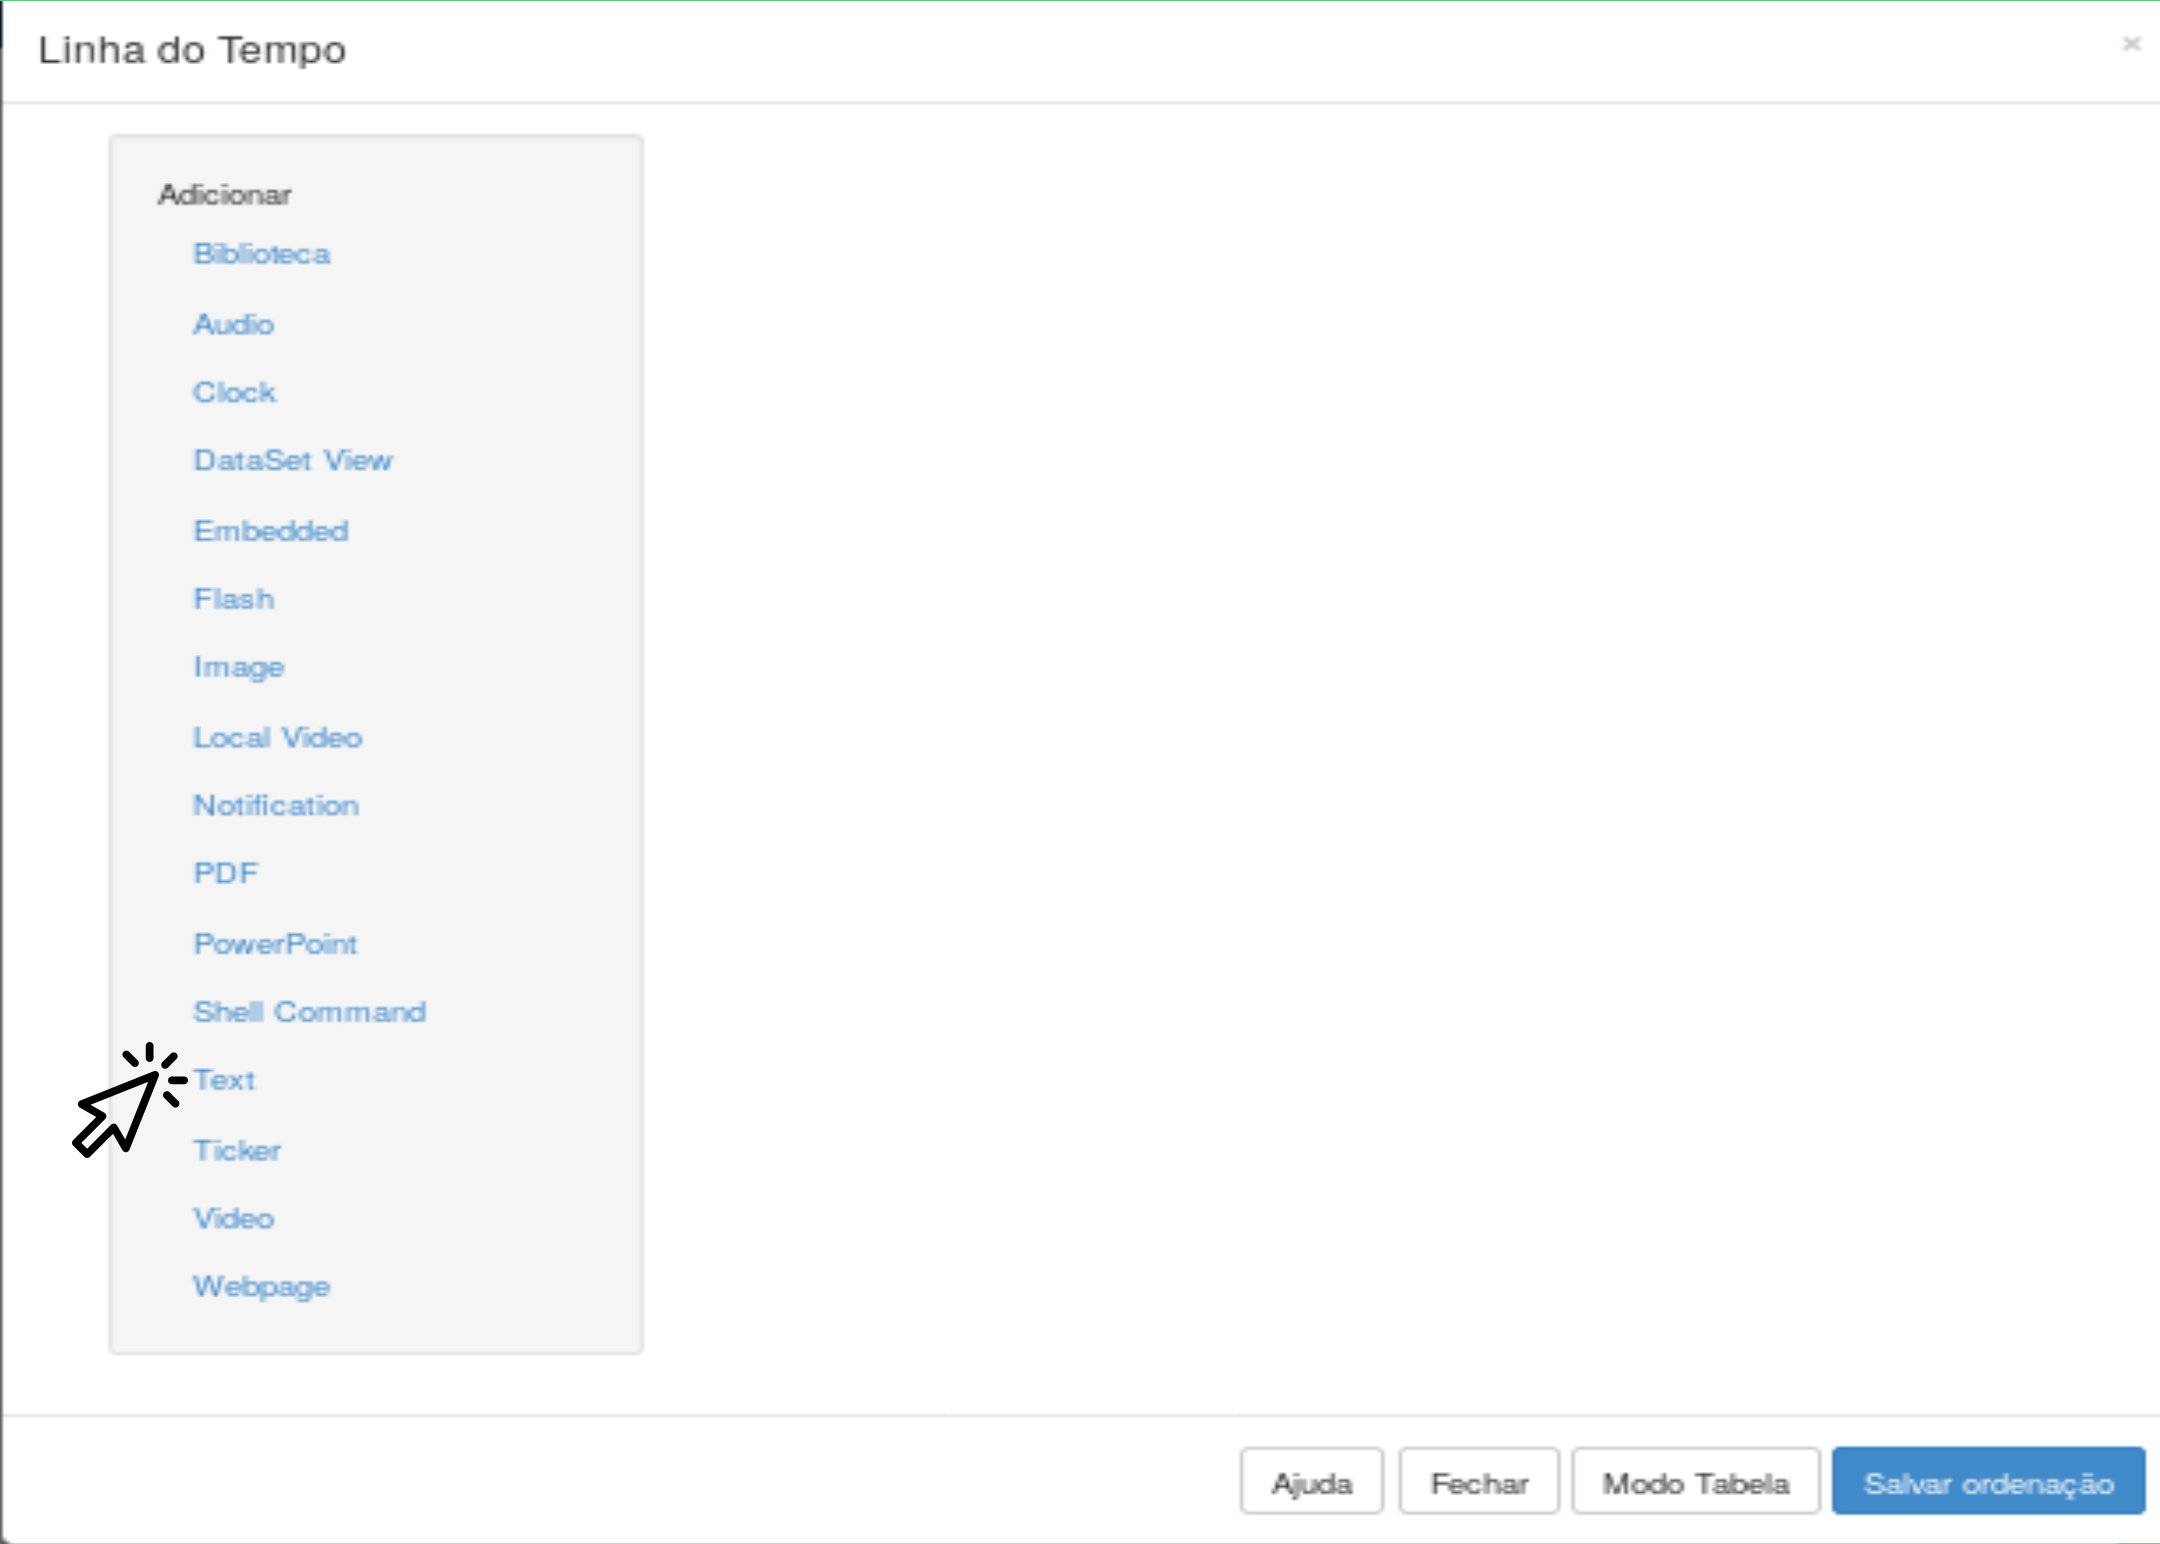 Linha do Tempo
×
Adicionar
Biblioteca
Audio
Clock
DataSet View
Embedded
Flash
Image
Local Video
Notification
PDF
PowerPoint
Shell Command
Text
Ticker
Video
Webpage
Ajuda
Fechar
Modo Tabela
Salvar ordenação